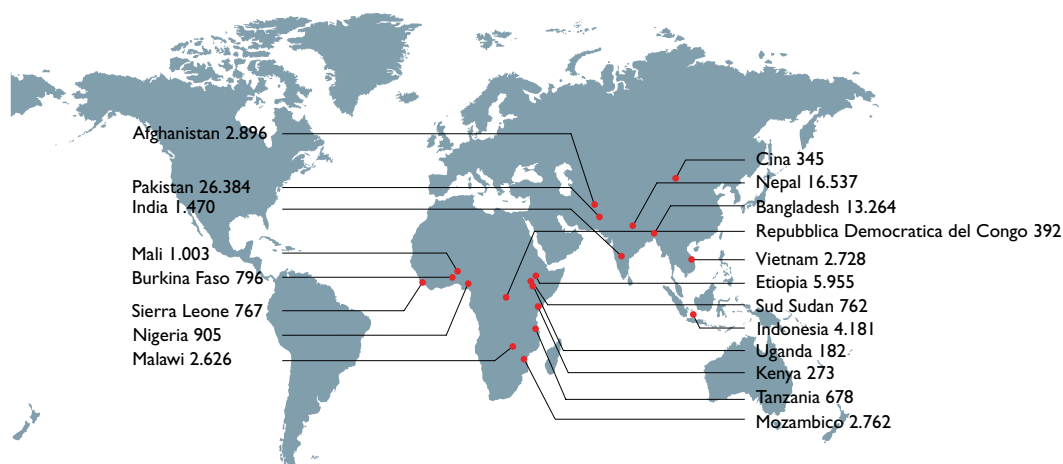 Afghanistan 2.896
Pakistan 26.384
India 1.470
Mali 1.003
Burkina Faso 796
Sierra Leone 767
Nigeria 905
Malawi 2.626
Cina 345
Nepal 16.537
Bangladesh 13.264
Repubblica Democratica del Congo 392
Vietnam 2.728
Etiopia 5.955
Sud Sudan 762
Indonesia 4.181
Uganda 182
Kenya 273
Tanzania 678
Mozambico 2.762